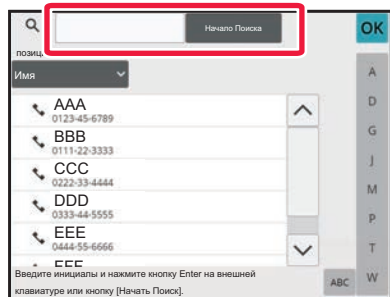 Начало Поиска
OK
позиц
Имя
AAA
0123-45-6789
BBB
0111-22-3333
CCC
0222-33-4444
DDD
0333-44-5555
EEE
0444-55-6666
FFF
Введите инициалы и нажмите кнопку Enter на внешней
клавиатуре или кнопку [Начать Поиск].
A
D
G
J
M
P
T
W
ABC